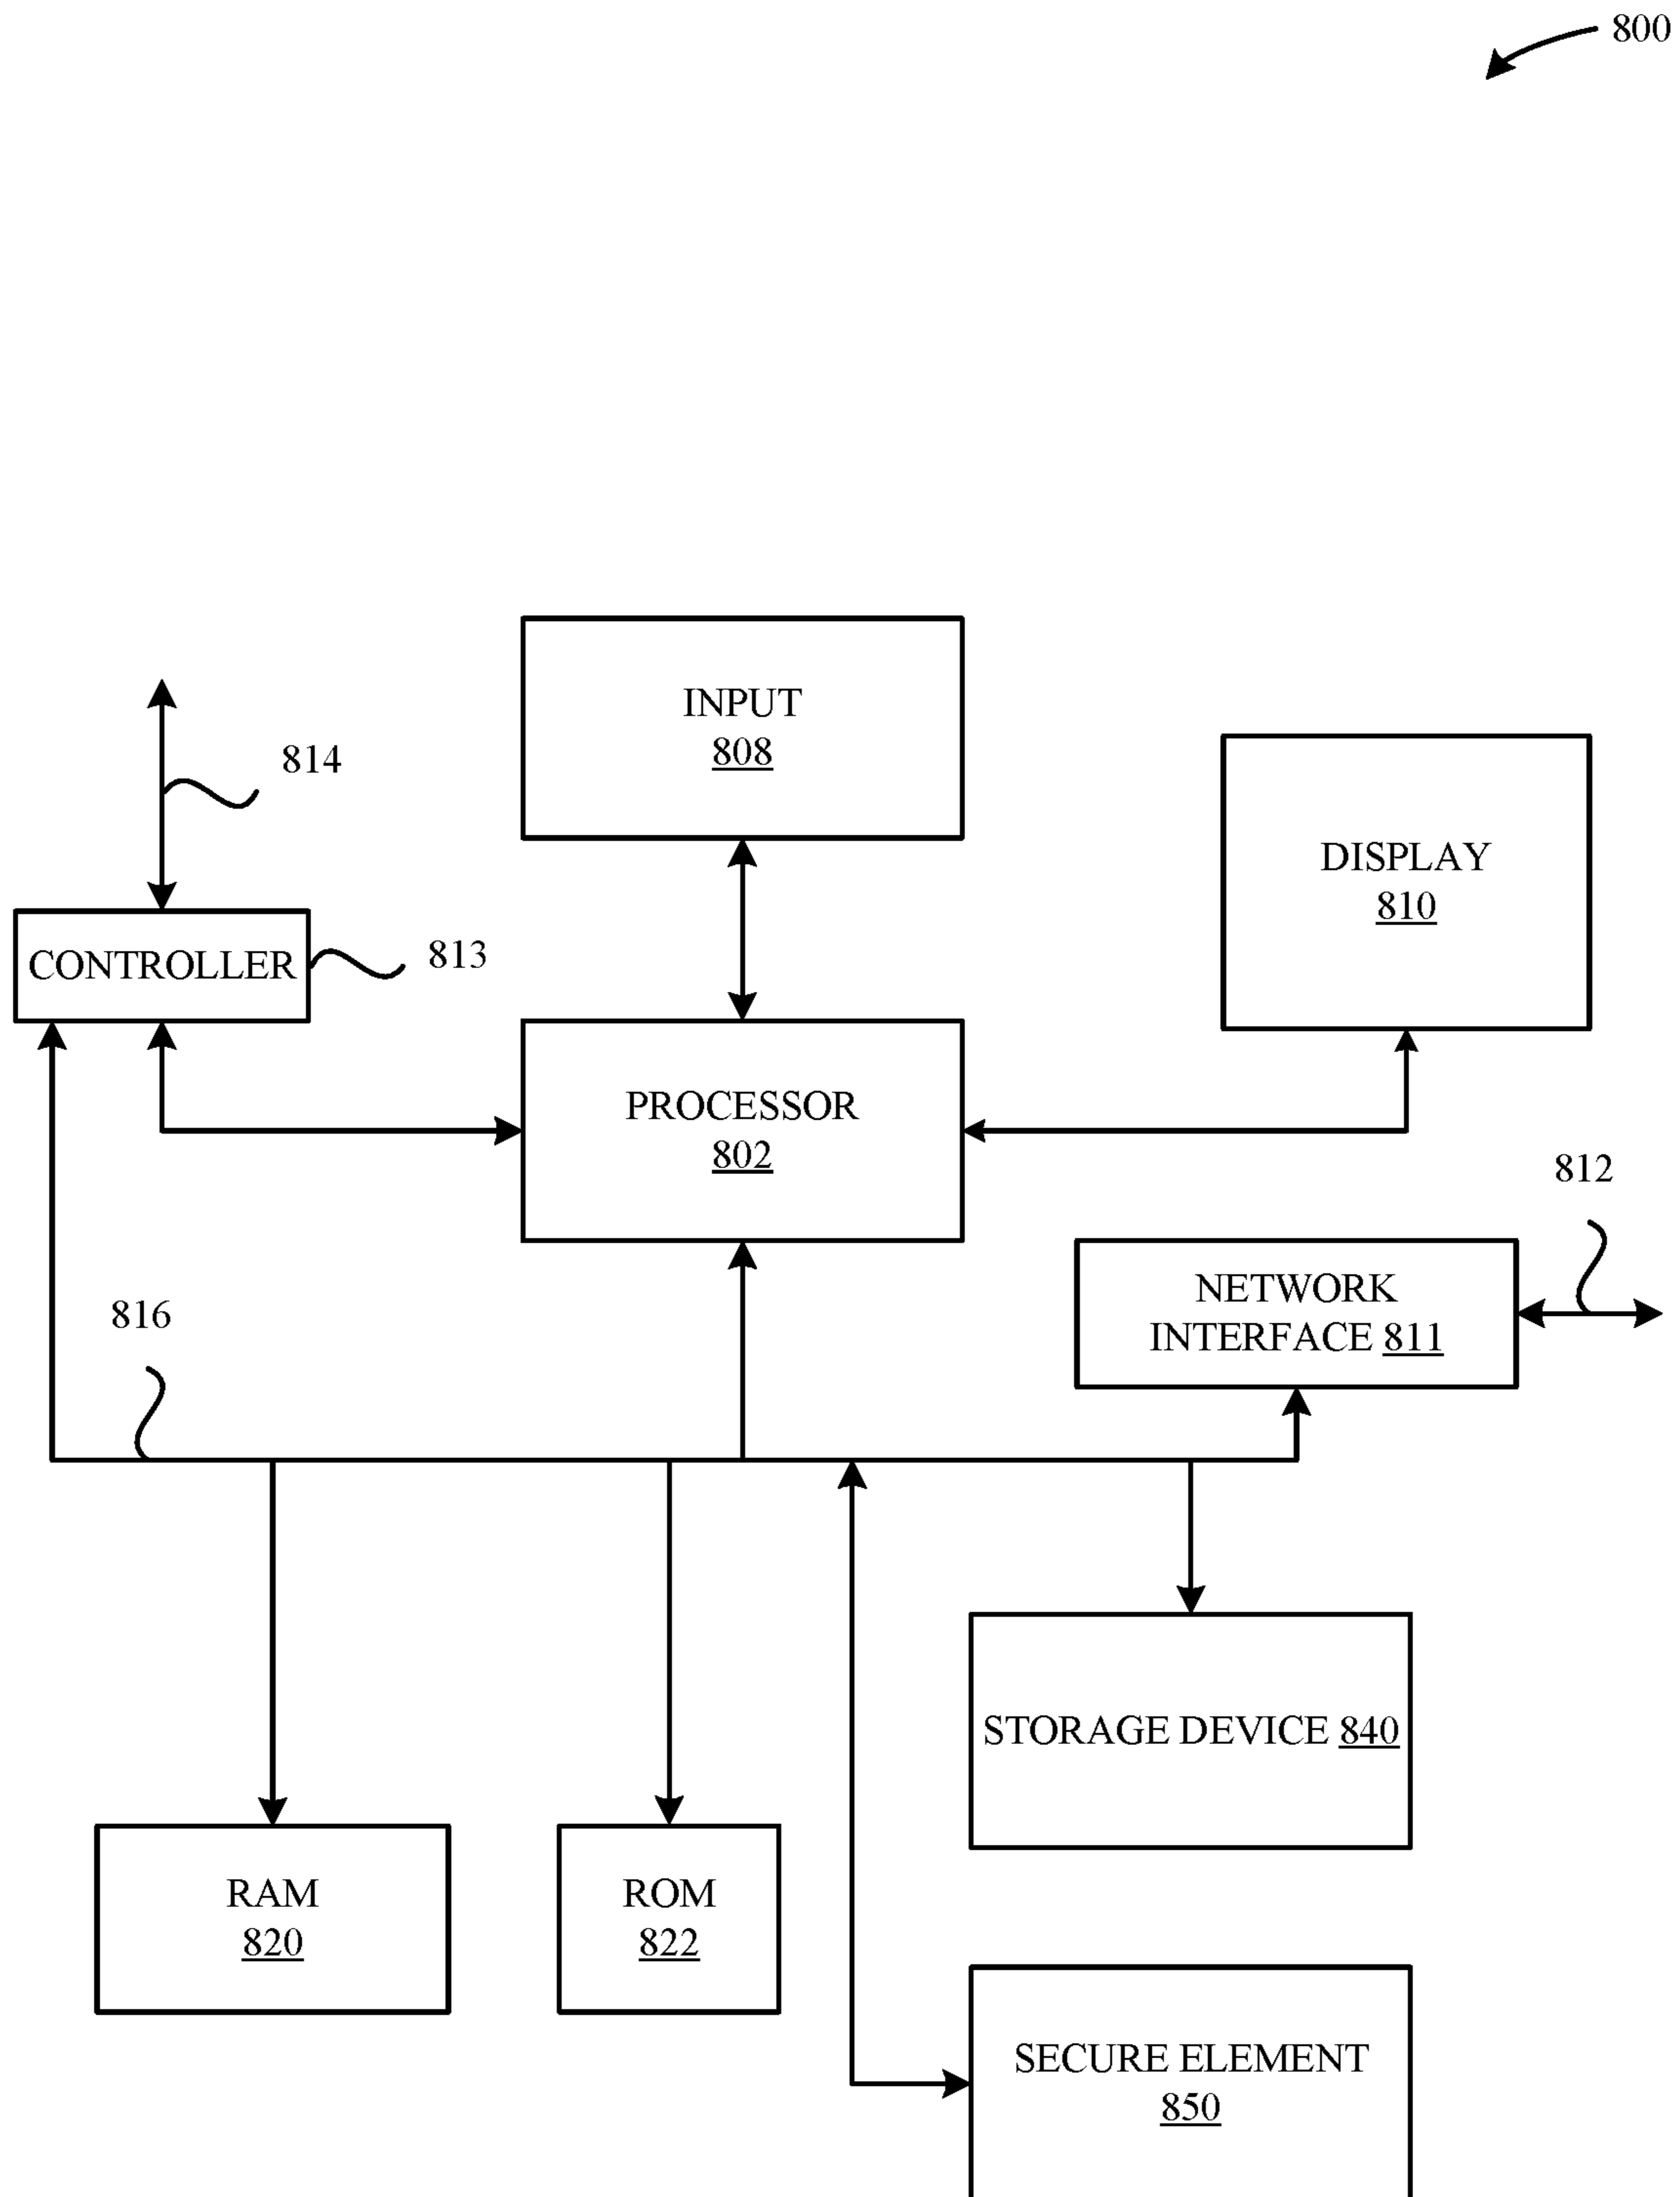 800
INPUT
808
814
DISPLAY
810
CONTROLLER
813
PROCESSOR
802
812
NETWORK
INTERFACE 811
816
STORAGE DEVICE 840
RAM
820
ROM
822
SECURE ELEMENT
850